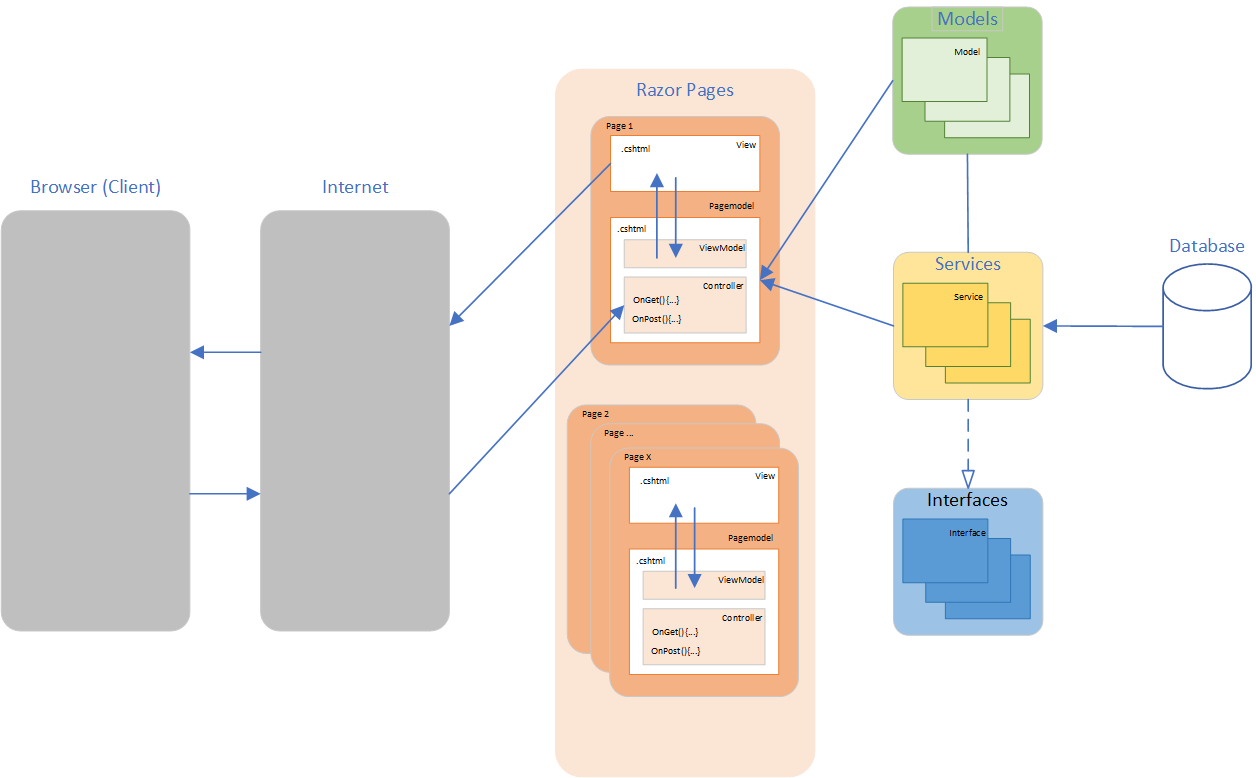 Models
Model
Razor Pages
Page 1
.cshtml
View
Pagemodel
.cshtml
ViewModel
Controller
OnGet(){...}
OnPost(){...}
Browser (Client)
Internet
Services
Service
Database
Page 2
Page ...
Page X
.cshtml
View
Pagemodel
.cshtml
ViewModel
Controller
OnGet(){...}
OnPost(){...}
Interfaces
Interface